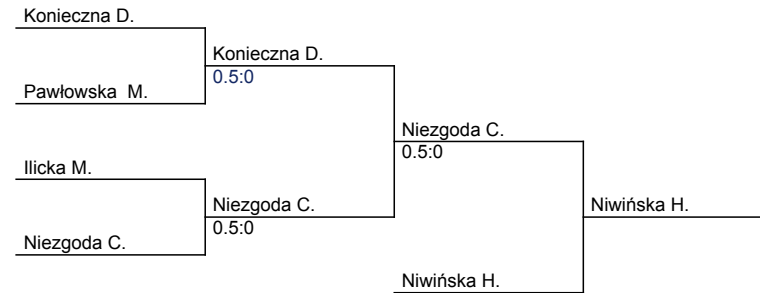 Konieczna D.
Konieczna D.
0.5:0
Pawłowska  M.
Niezgoda C.
0.5:0
Ilicka M.
Niezgoda C.
0.5:0
Niwińska H.
Niezgoda C.
Niwińska H.